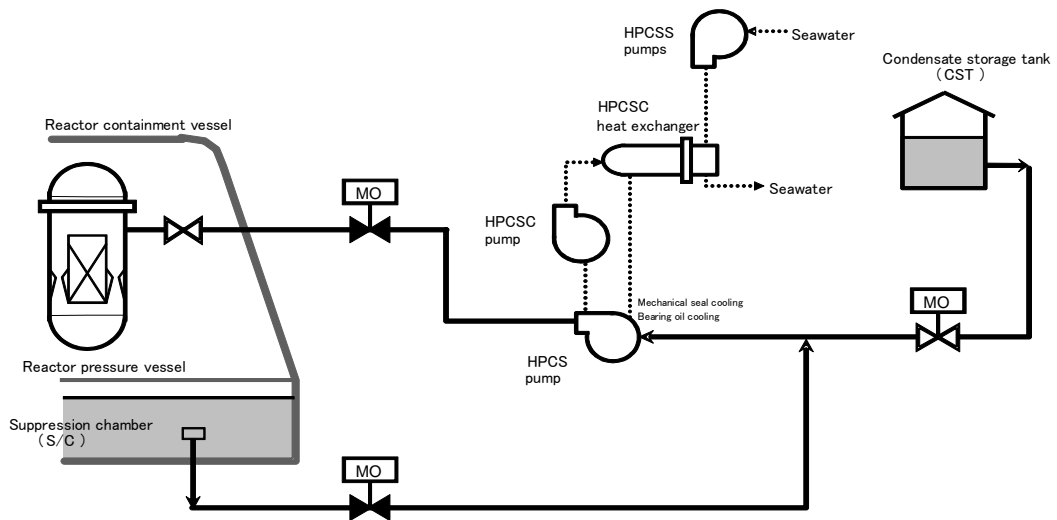 HPCSS
pumps
Seawater
Condensate storage tank
( CST )
HPCSC
heat exchanger
Reactor containment vessel
MO
Seawater
HPCSC
pump
Mechanical seal cooling
Bearing oil cooling
MO
HPCS
pump
Reactor pressure vessel
Suppression chamber
( S/C )
MO